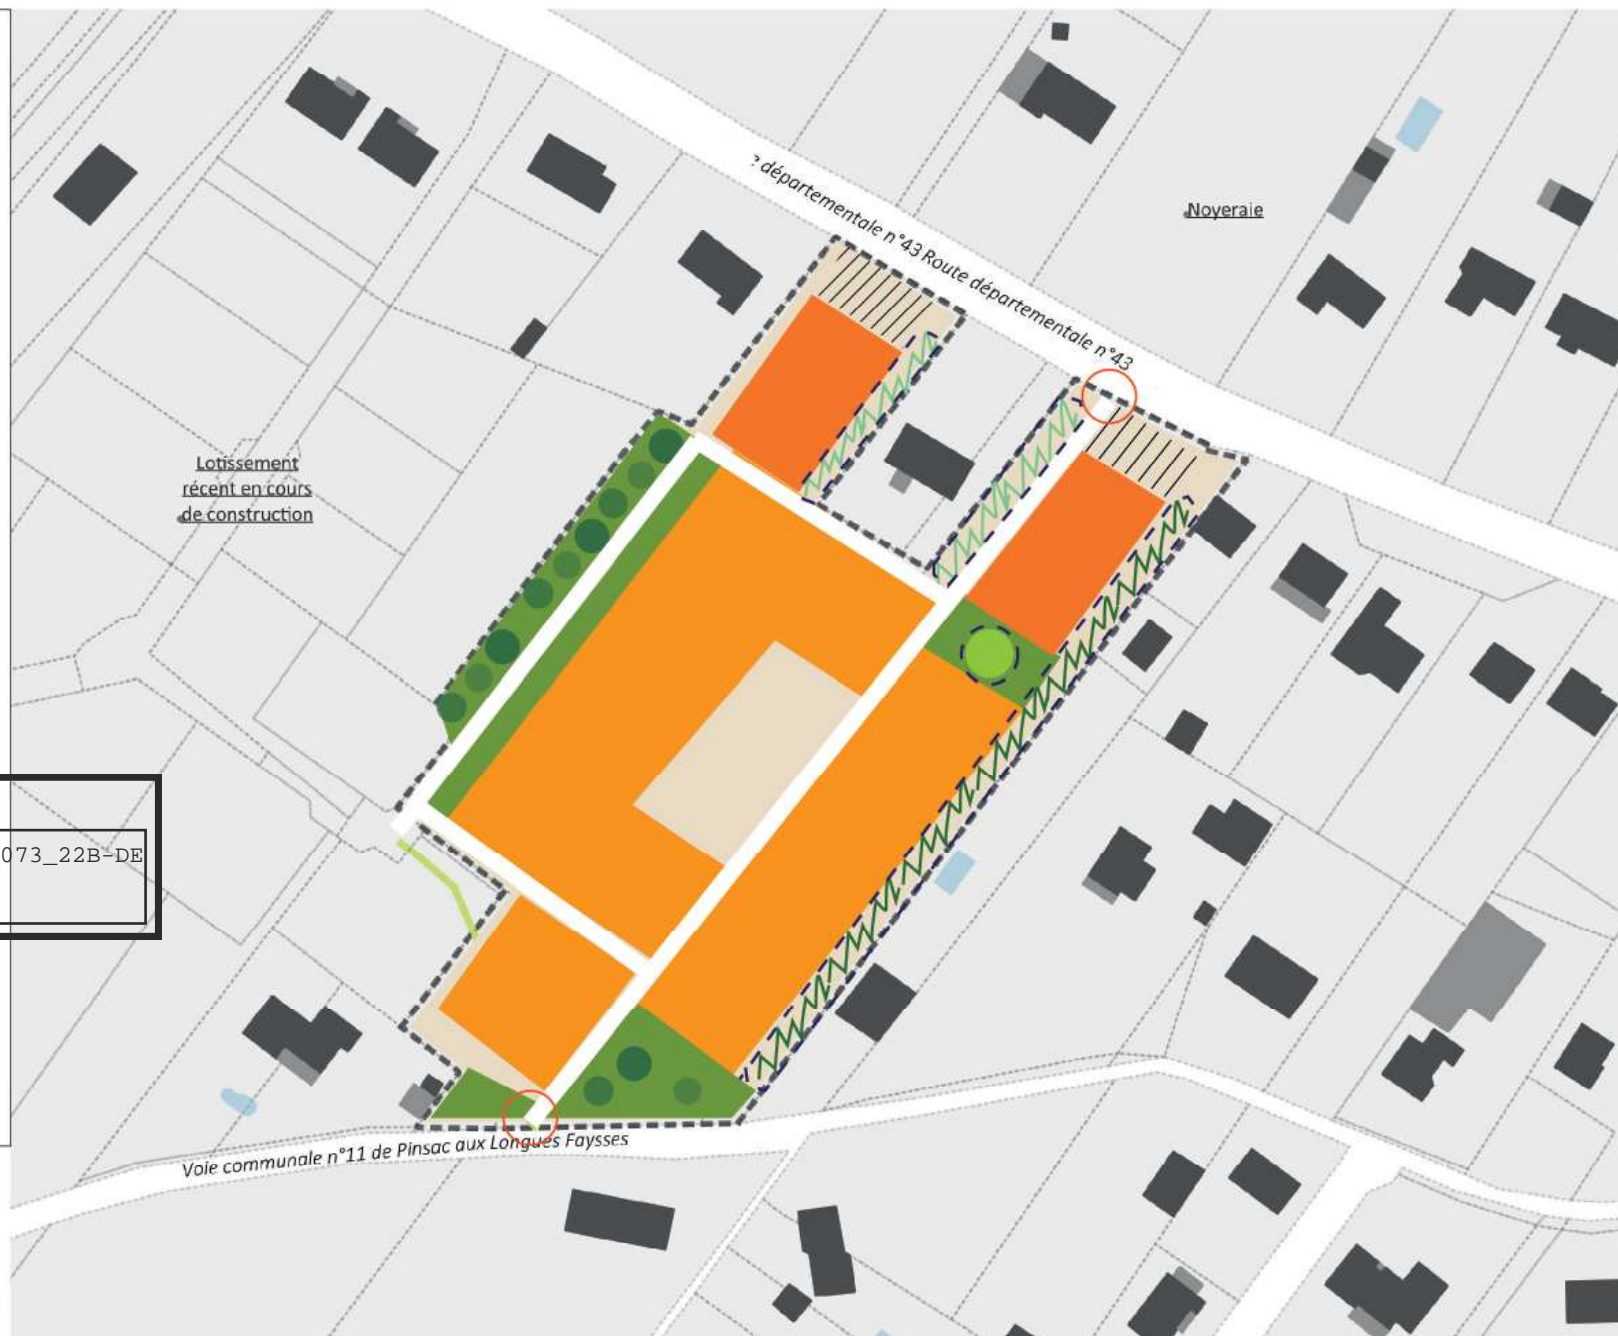 départementale n°43 Route départementale n°43
Noyeraie
Lotissement
récent en cours
de construction
073_22B-DE
Voie communale n°11 de Pinsac aux Longues Faysses